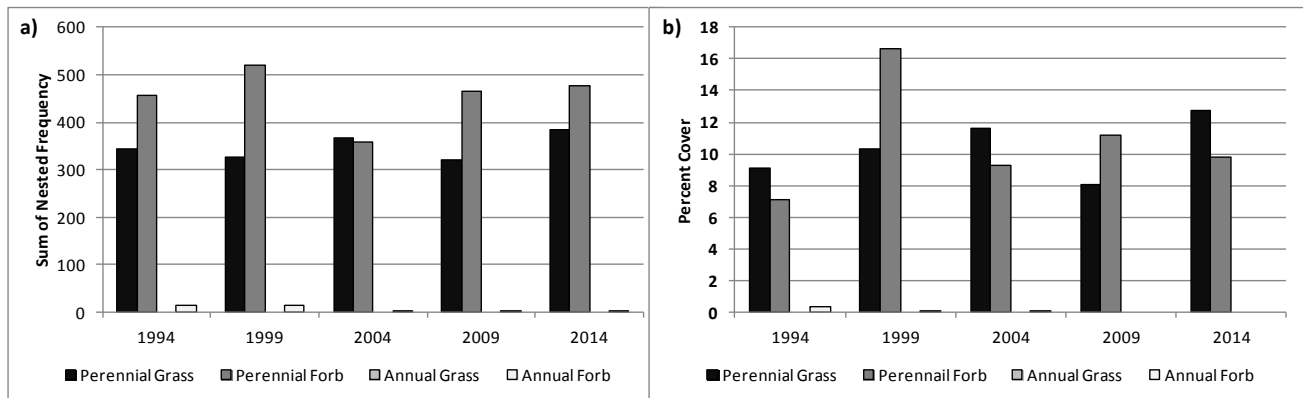 a)
600
500
400
300
200
100
0
Sum of Nested Frequency
1994 1999 2004 2009 2014
Perennial Grass Perennial Forb Annual Grass Annual Forb
b)
18
16
14
12
10
8
6
4
2
0
Percent Cover
1994 1999 2004 2009 2014
Perennial Grass Perennail Forb Annual Grass Annual Forb